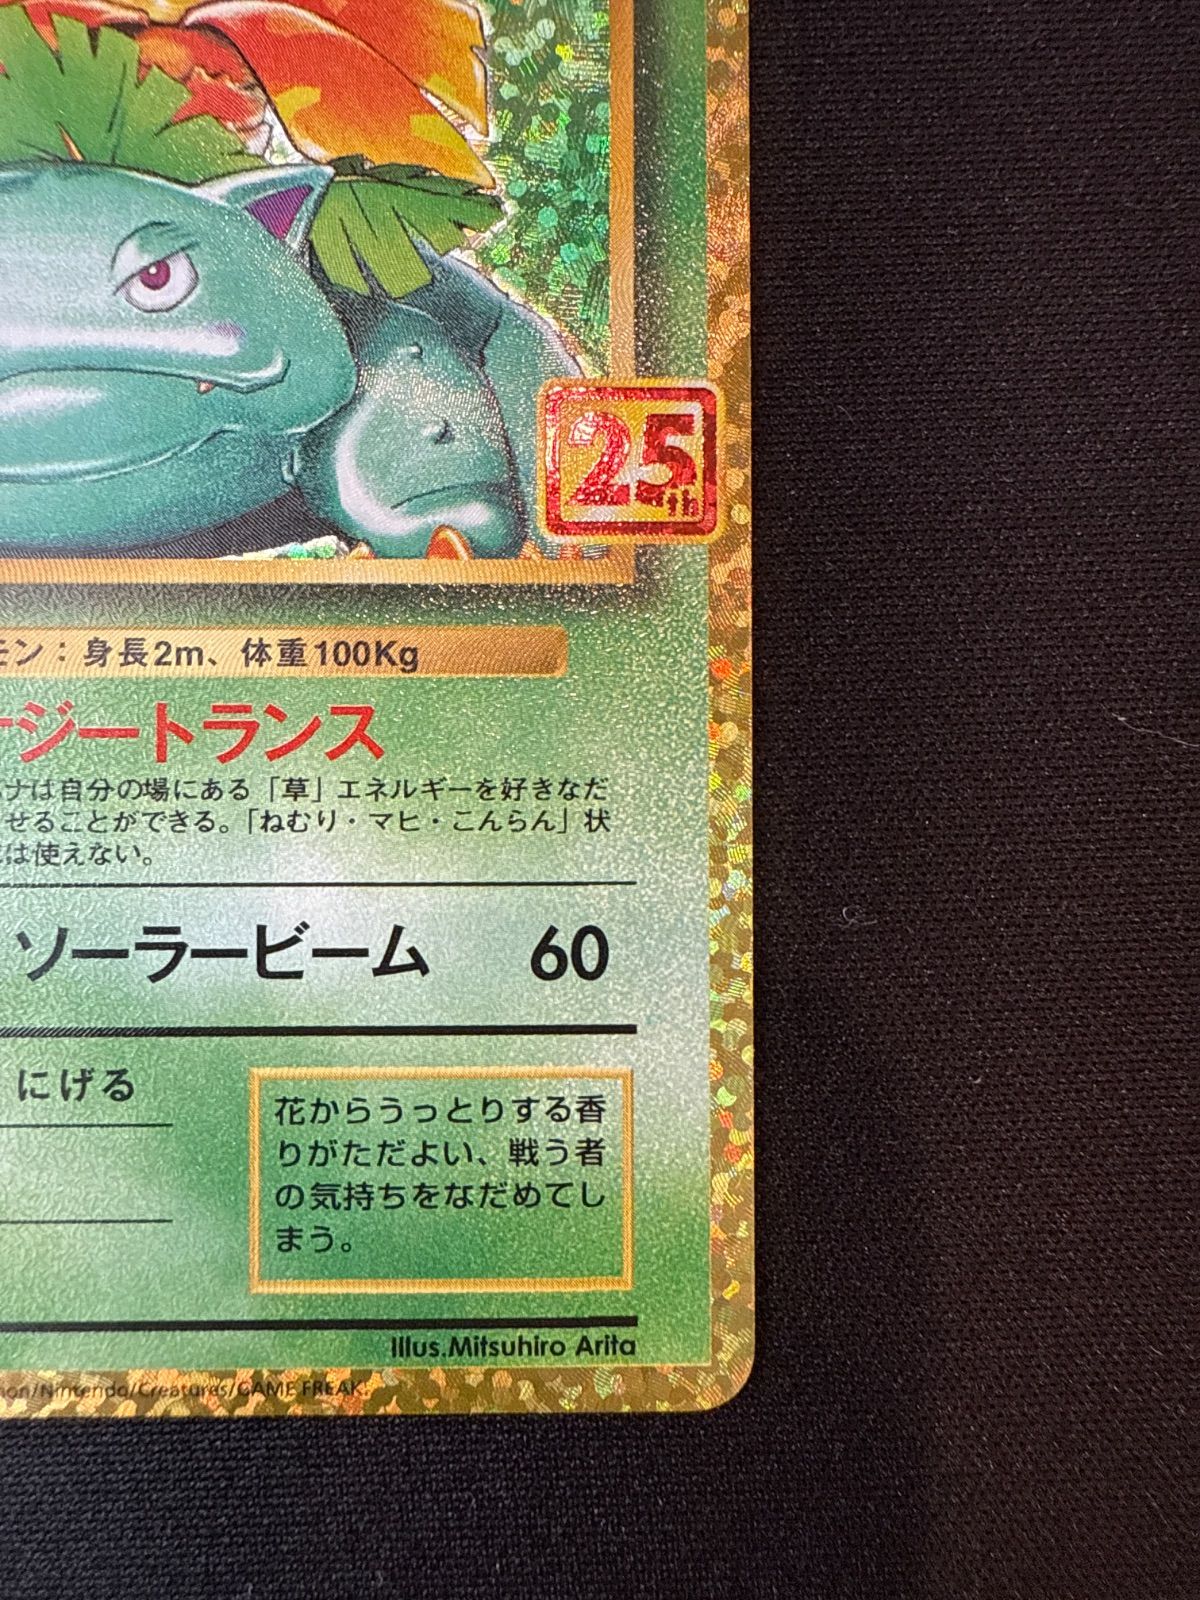 25th
モン：身長2m、体重100Kg
ジートランス
ナは自分の場にある「草」エネルギーを好きなだ
せることができる。「ねむり・マヒ・こんらん」状
は使えない。
ソーラービーム 60
にげる
花からうっとりする香
りがただよい、戦う者
の気持ちをなだめてし
まう。
Illus.Mitsuhiro Arita
mon/Nintendo/Creatures/GAME FREAK.